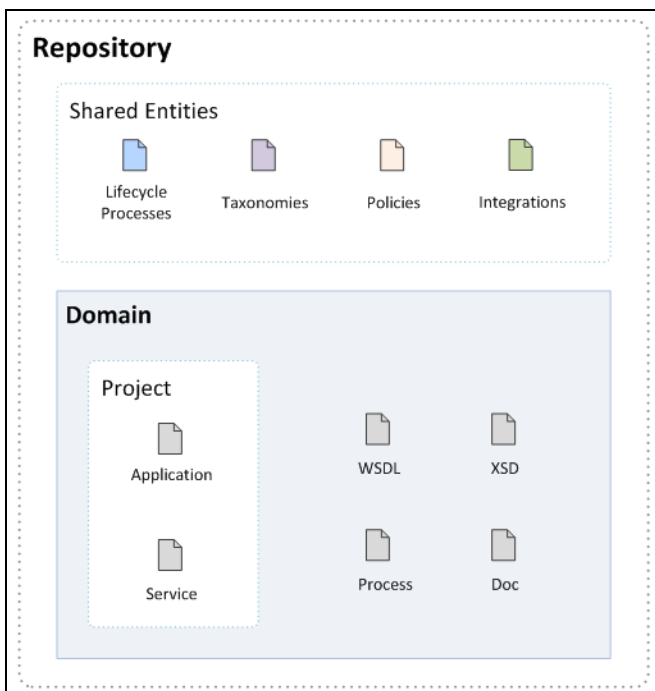 Repository
Shared Entities
Lifecycle
Processes
Taxonomies
Policies
Integrations
Domain
Project
Application
WSDL
XSD
Service
Process
Doc